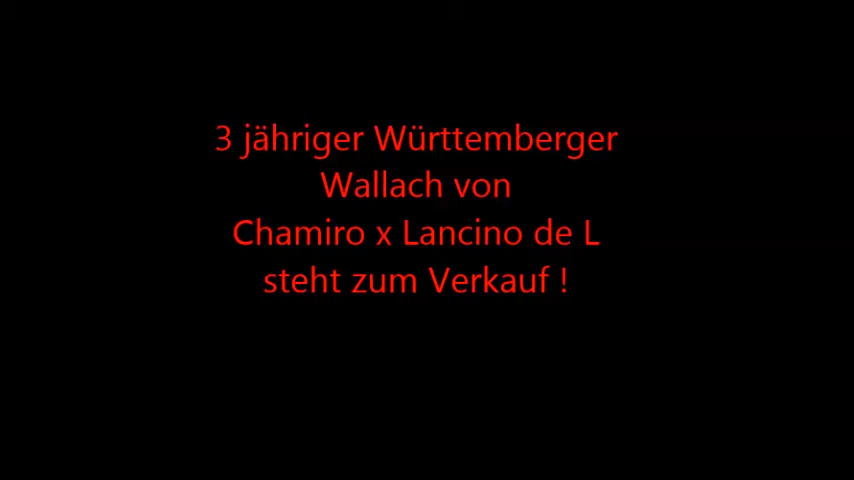 3 jähriger Württemberger
Wallach von
Chamiro x Lancino de L
steht zum Verkauf !